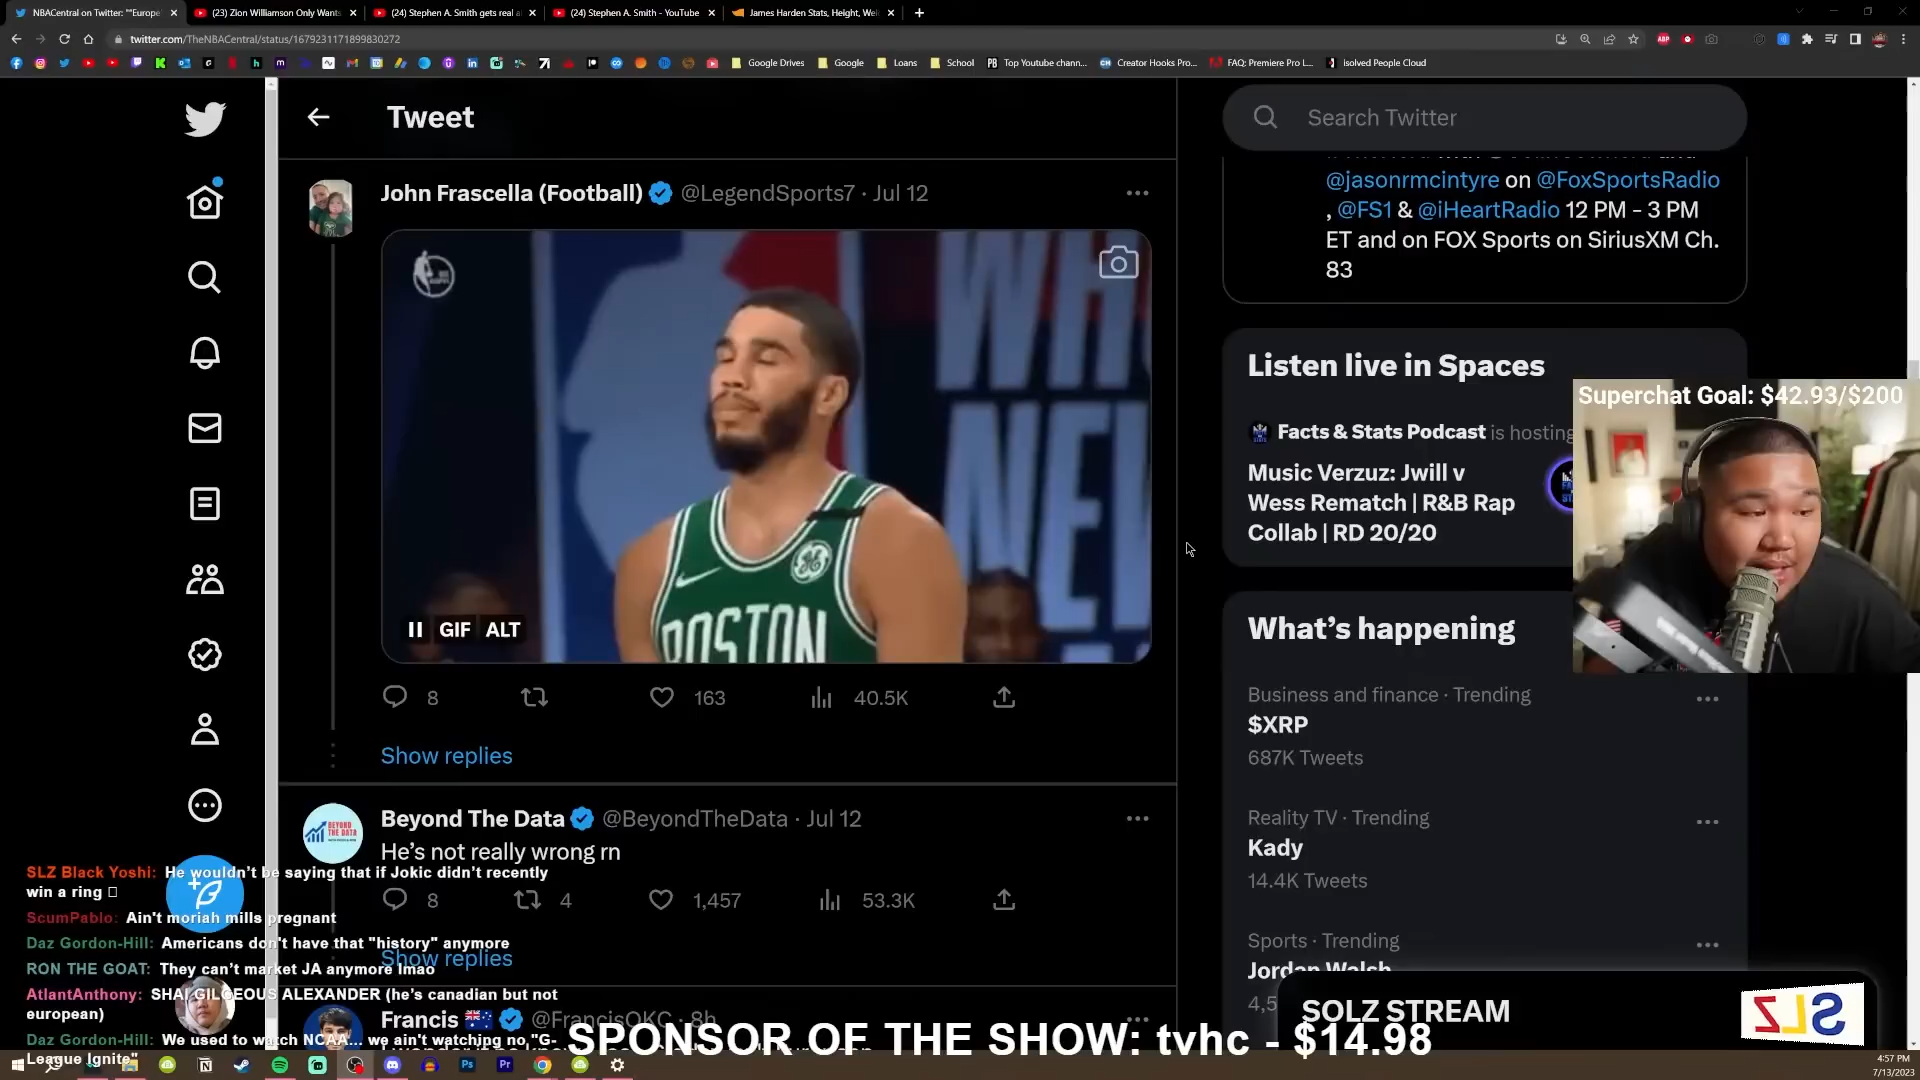 NBACentral on Twitter: ""Europe
(23) Zion Williamson Only Wants
(24) Stephen A. Smith gets real a
(24) Stephen A. Smith - YouTube
James Harden Stats, Height, Wei
twitter.com/TheNBACentral/status/1679231171899830272
Google Drives
Google
Loans
School
Top Youtube chann...
Creator Hooks Pro...
FAQ: Premiere Pro L...
isolved People Cloud
Tweet
Search Twitter
John Frascella (Football) @LegendSports7 · Jul 12
BOSTON
GIF ALT
8
163
40.5K
Show replies
Beyond The Data @BeyondTheData · Jul 12
He's not really wrong rn
8
4
1,457
53.3K
Show replies
Francis @FrancisOKC · 8h
@jasonrmcintyre on @FoxSportsRadio
, @FS1 & @iHeartRadio 12 PM – 3 PM
ET and on FOX Sports on SiriusXM Ch.
83
Listen live in Spaces
Facts & Stats Podcast is hosting
Music Verzuz: Jwill v
Wess Rematch | R&B Rap
Collab | RD 20/20
Superchat Goal: $42.93/$200
What's happening
Business and finance · Trending
$XRP
687K Tweets
Reality TV · Trending
Kady
14.4K Tweets
Sports · Trending
Jordan Walsh
4,5
SOLZ STREAM
SLZ
SLZ Black Yoshi: He wouldn't be saying that if Jokic didn't recently
win a ring
ScumPablo: Ain't moriah mills pregnant
Daz Gordon-Hill: Americans don't have that "history" anymore
RON THE GOAT: They can't market JA anymore lmao
AtlantAnthony: SHAI GILGEOUS ALEXANDER (he's canadian but not
european)
Daz Gordon-Hill: We used to watch NCAA... we ain't watching no "G-
League Ignite"
SPONSOR OF THE SHOW: tvhc - $14.98
4:57 PM
7/13/2023